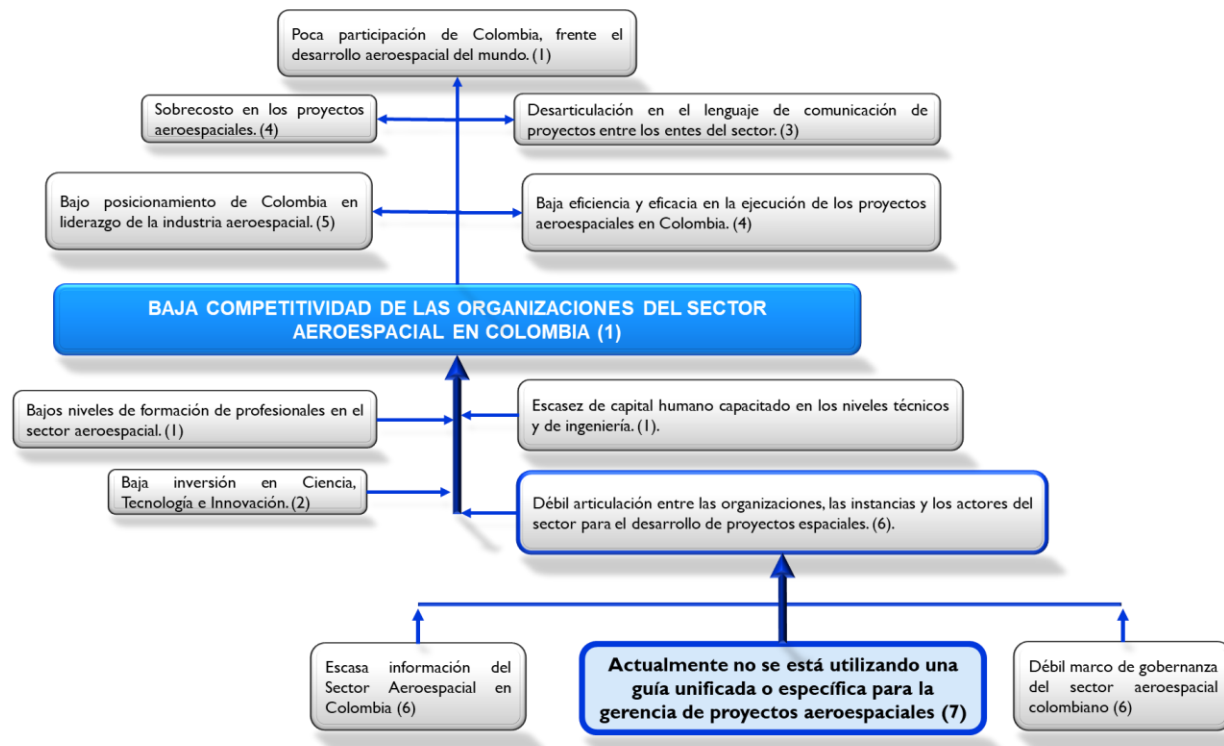 Poca participación de Colombia, frente el
desarrollo aeroespacial del mundo. (1)
Sobrecosto en los proyectos
aeroespaciales. (4)
Desarticulación en el lenguaje de comunicación de
proyectos entre los entes del sector. (3)
Bajo posicionamiento de Colombia en
liderazgo de la industria aeroespacial. (5)
Baja eficiencia y eficacia en la ejecución de los proyectos
aeroespaciales en Colombia. (4)
BAJA COMPETITIVIDAD DE LAS ORGANIZACIONES DEL SECTOR
AEROESPACIAL EN COLOMBIA (1)
Bajos niveles de formación de profesionales en el
sector aeroespacial. (1)
Escasez de capital humano capacitado en los niveles técnicos
y de ingeniería. (1).
Baja inversión en Ciencia,
Tecnología e Innovación. (2)
Débil articulación entre las organizaciones, las instancias y los actores del
sector para el desarrollo de proyectos espaciales. (6).
Escasa información del
Sector Aeroespacial en
Colombia (6)
Actualmente no se está utilizando una
guía unificada o específica para la
gerencia de proyectos aeroespaciales (7)
Débil marco de gobernanza
del sector aeroespacial
colombiano (6)